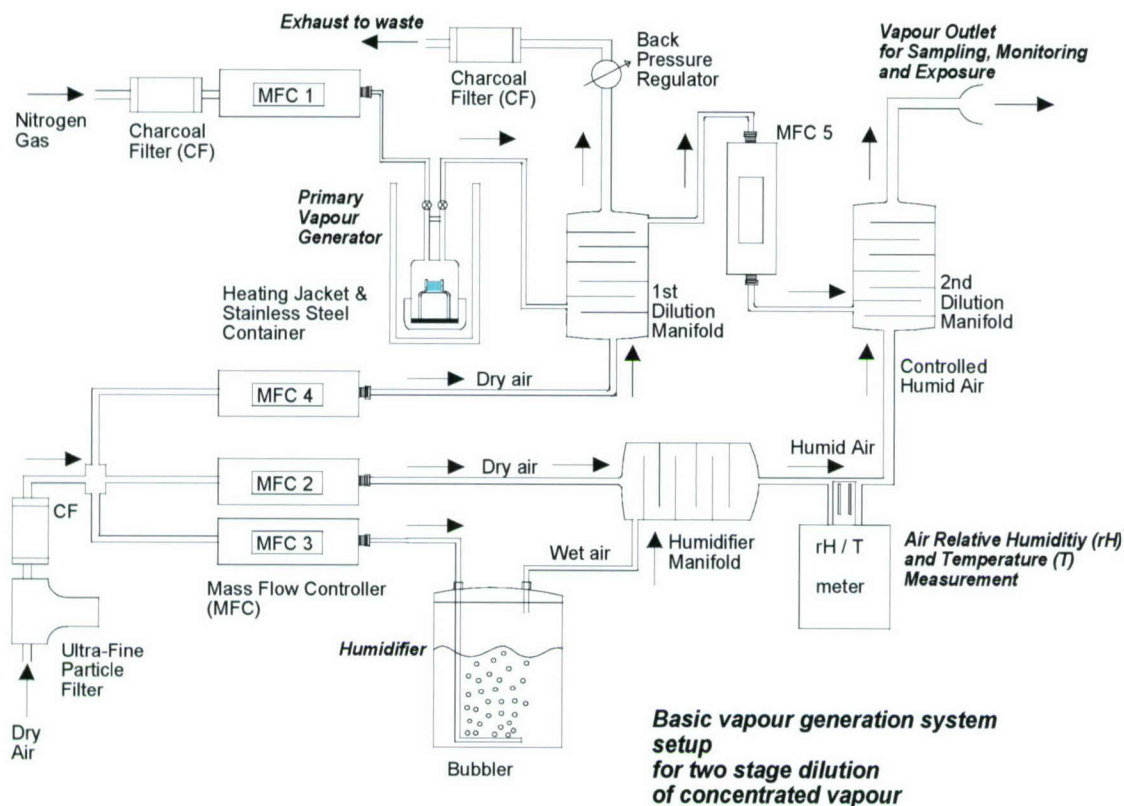 Exhaust to waste
Charcoal
Filter (CF)
Back
Pressure
Regulator
Vapour Outlet
for Sampling, Monitoring
and Exposure
Nitrogen
Gas
Charcoal
Filter (CF)
MFC 1
MFC 5
Primary
Vapour
Generator
Heating Jacket &
Stainless Steel
Container
1st
Dilution
Manifold
2nd
Dilution
Manifold
Controlled
Humid Air
MFC 4
Dry air
CF
MFC 2
Dry air
Humid Air
MFC 3
Wet air
Humidifier
Manifold
rH / T
meter
Air Relative Humiditiy (rH)
and Temperature (T)
Measurement
Mass Flow Controller
(MFC)
Ultra-Fine
Particle
Filter
Dry
Air
Humidifier
Bubbler
Basic vapour generation system
setup
for two stage dilution
of concentrated vapour